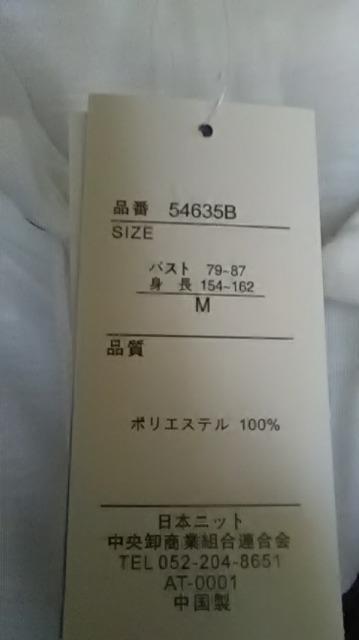 品番 54635B
SIZE
バスト 79-87
身長 154-162
M
品質
ポリエステル 100%
日本ニット
中央卸商業組合連合会
TEL 052-204-8651
AT-0001
中国製